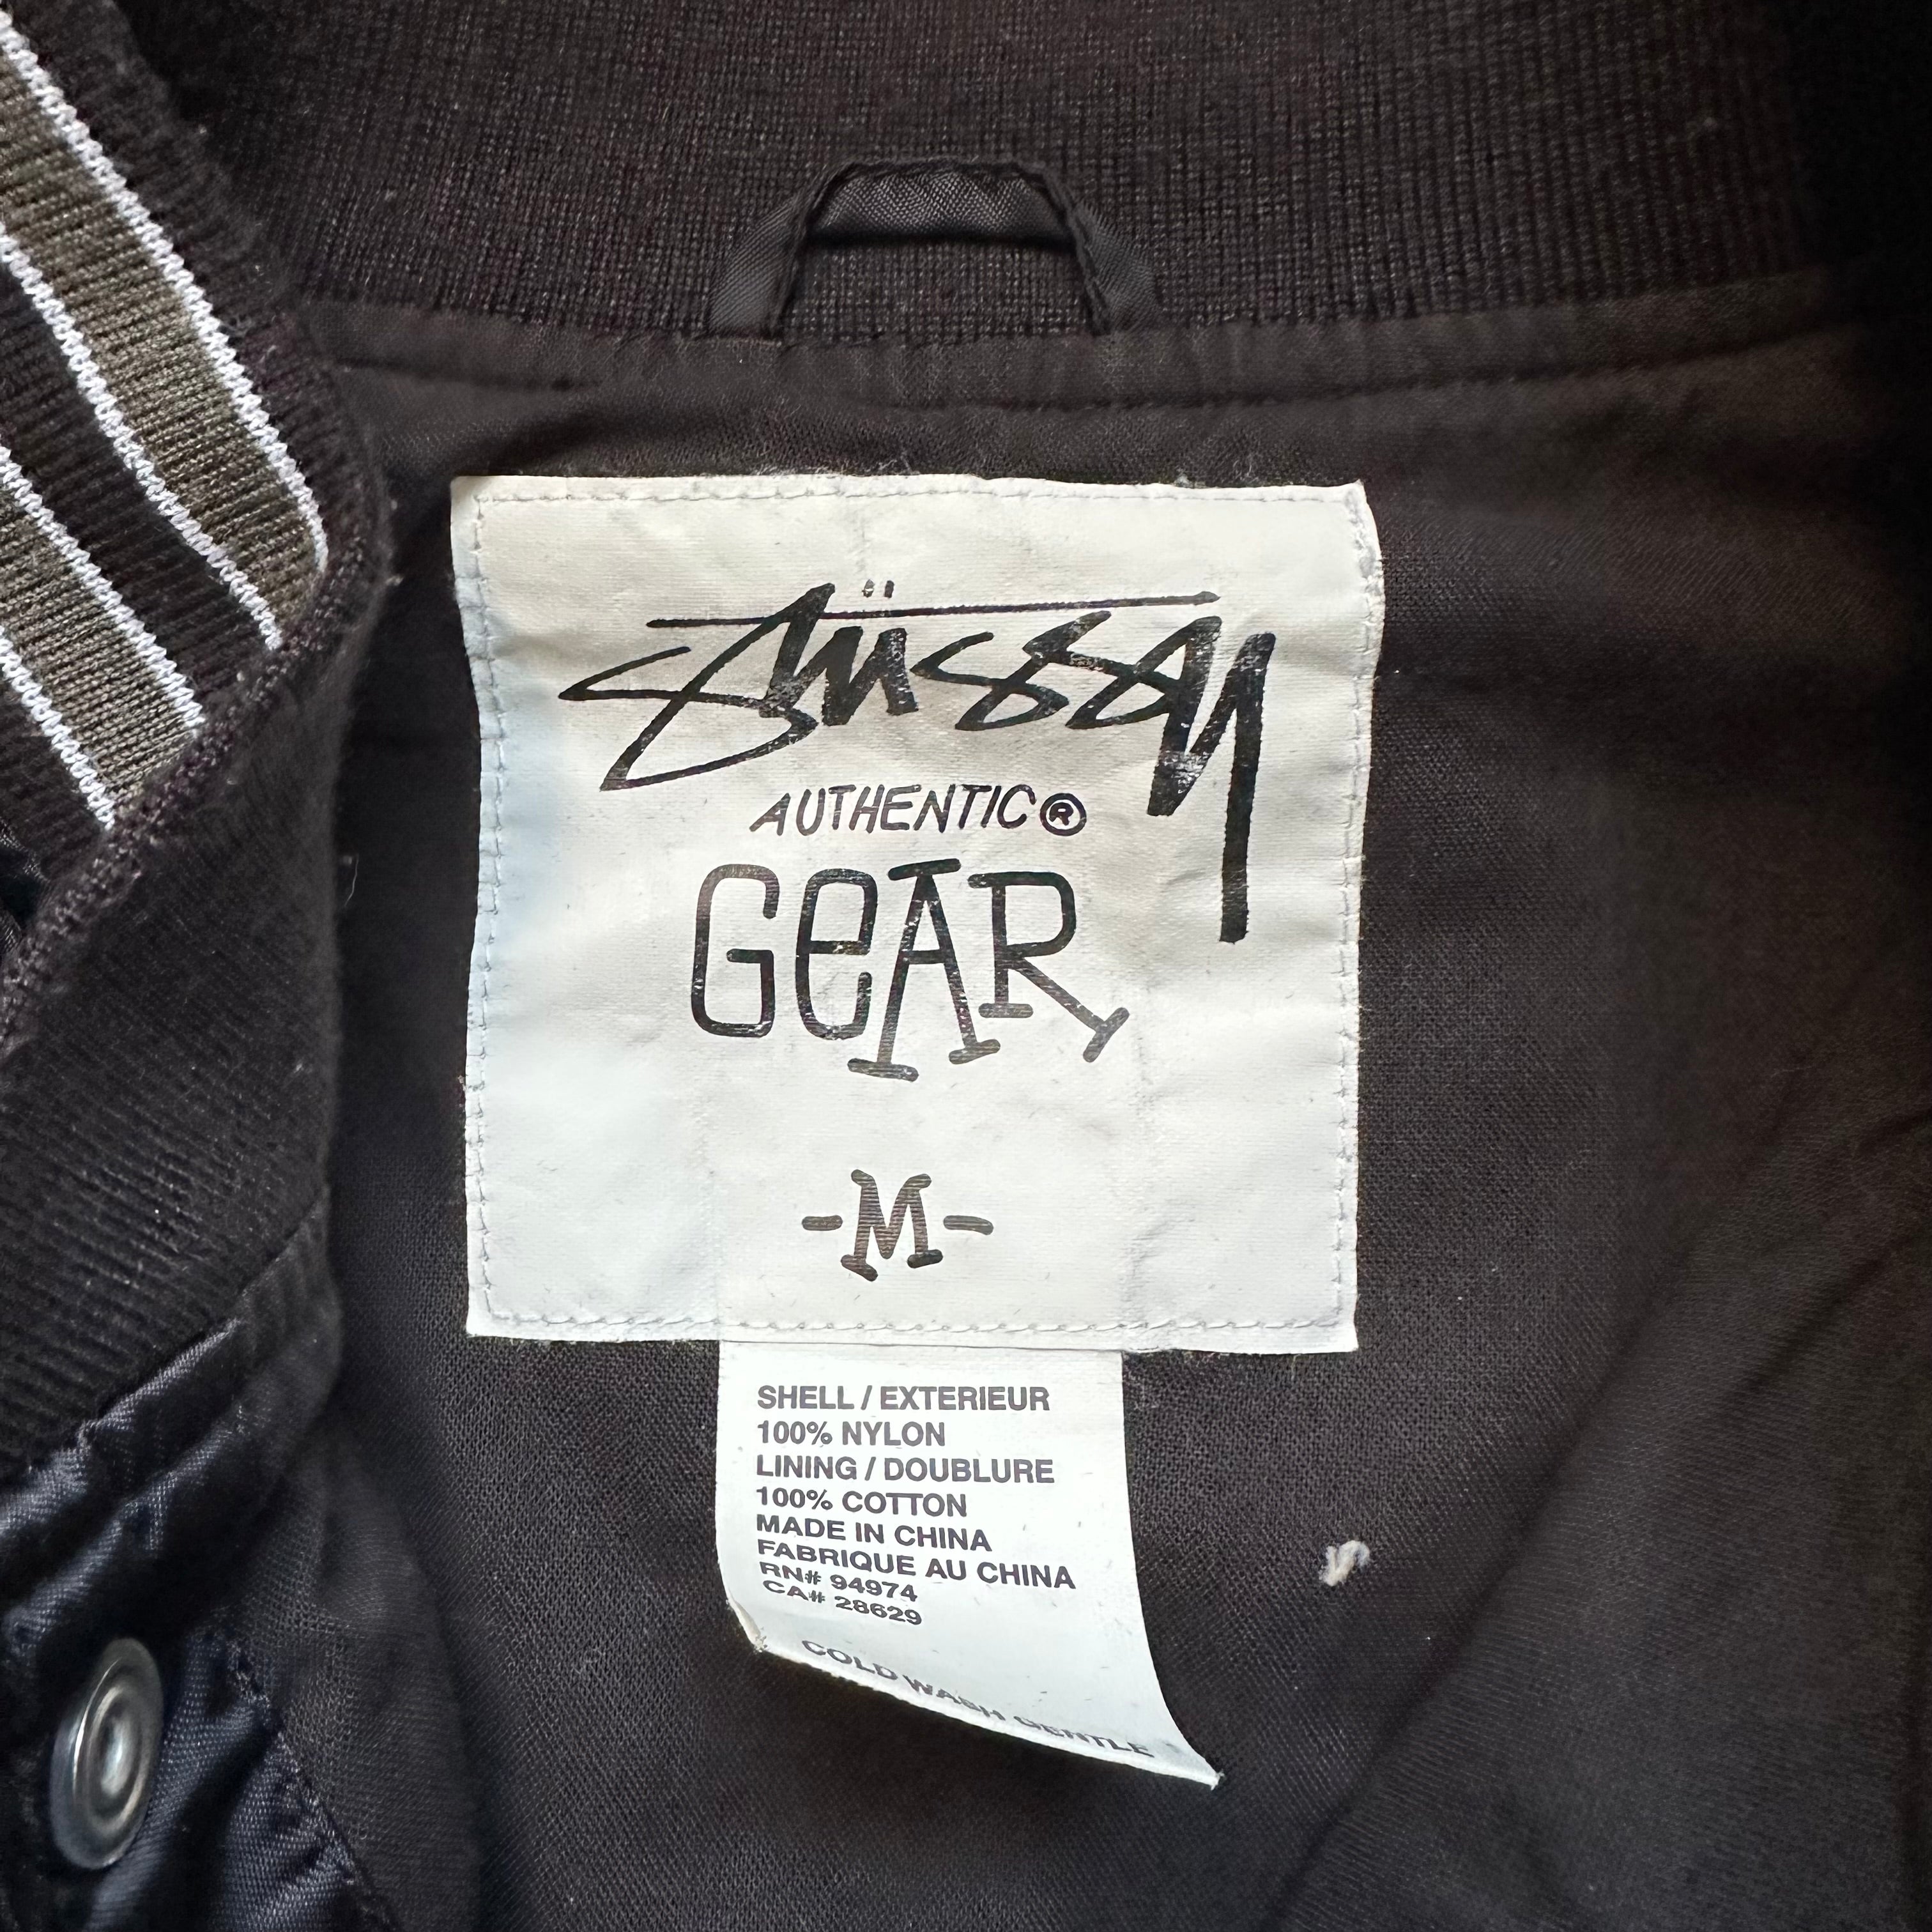 Stüssy
AUTHENTIC®
GeAR
-M-
SHELL / EXTERIEUR
100% NYLON
LINING / DOUBLURE
100% COTTON
MADE IN CHINA
FABRIQUE AU CHINA
RN# 94974
CA# 28629
COLD WASH GENTLE